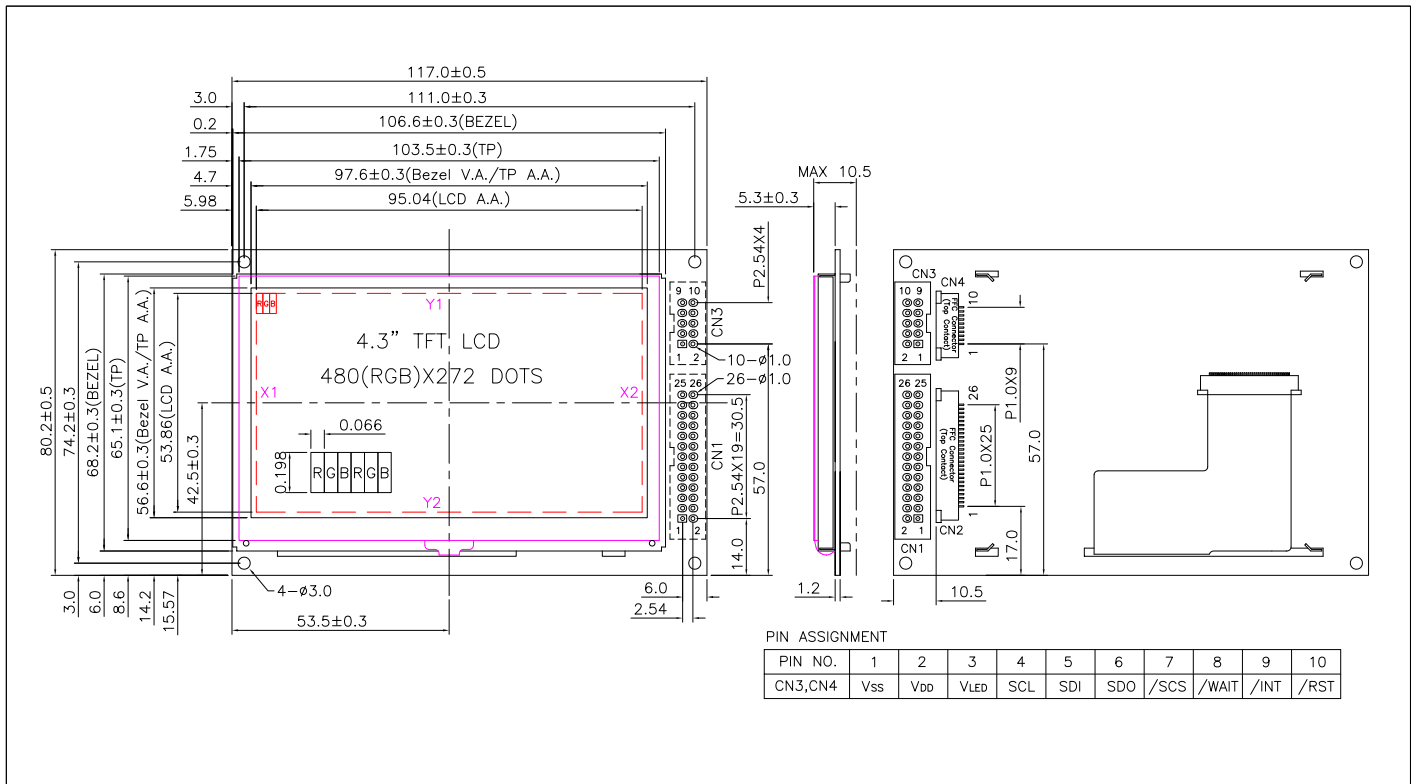 117.0±0.5
3.0
111.0±0.3
0.2
106.6±0.3(BEZEL)
1.75
103.5±0.3(TP)
4.7
97.6±0.3(Bezel V.A./TP A.A.)
5.98
95.04(LCD A.A.)
80.2±0.5
74.2±0.3
68.2±0.3(BEZEL)
65.1±0.3(TP)
56.6±0.3(Bezel V.A./TP A.A.)
53.86(LCD A.A.)
42.5±0.3
RGB
Y1
4.3” TFT LCD
480(RGB)X272 DOTS
X1
X2
0.066
0.198
RGBRGB
Y2
9 10
CN3
1 2
10-ø1.0
26-ø1.0
25 26
CN1
1 2
P2.54X4
P2.54X19=30.5
57.0
14.0
3.0
6.0
8.6
14.2
15.57
4-ø3.0
53.5±0.3
6.0
2.54
MAX 10.5
5.3±0.3
1.2
CN3
CN4
10 9
2 1
FFC Connector
(Top Contact)
10
1
26 25
2 1
CN1
FFC Connector
(Top Contact)
26
1
CN2
P1.0X9
P1.0X25
57.0
17.0
10.5
PIN ASSIGNMENT
PIN NO. 1 2 3 4 5 6 7 8 9 10
CN3,CN4 VSS VDD VLED SCL SDI SDO /SCS /WAIT /INT /RST